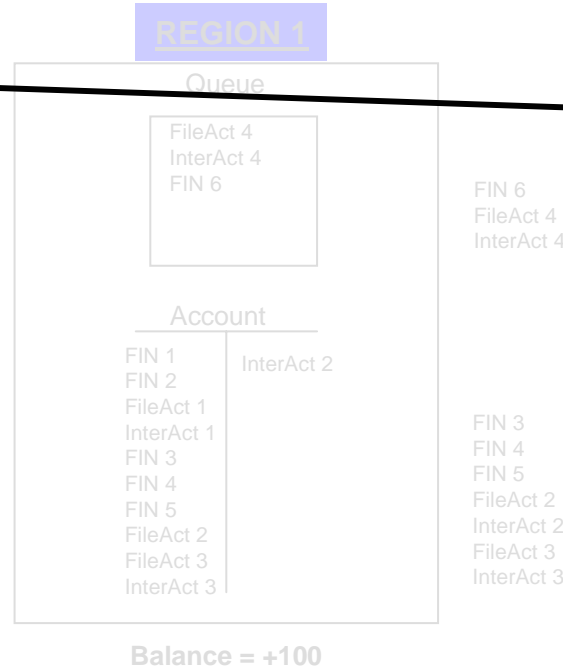 REGION 1
Queue
FileAct 4
InterAct 4
FIN 6
FIN 6
FileAct 4
InterAct 4
Account
FIN 1
FIN 2
FileAct 1
InterAct 1
FIN 3
FIN 4
FIN 5
FileAct 2
FileAct 3
InterAct 3
InterAct 2
FIN 3
FIN 4
FIN 5
FileAct 2
InterAct 2
FileAct 3
InterAct 3
Balance = +100